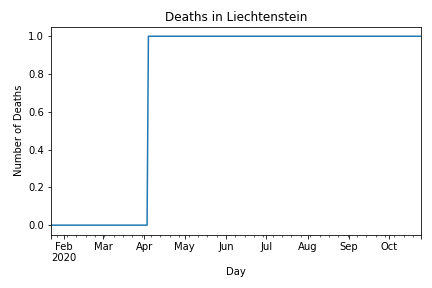 Deaths in Liechtenstein
1.0
0.8
0.6
0.4
0.2
0.0
Number of Deaths
Feb Mar Apr May Jun Jul Aug Sep Oct
2020
Day